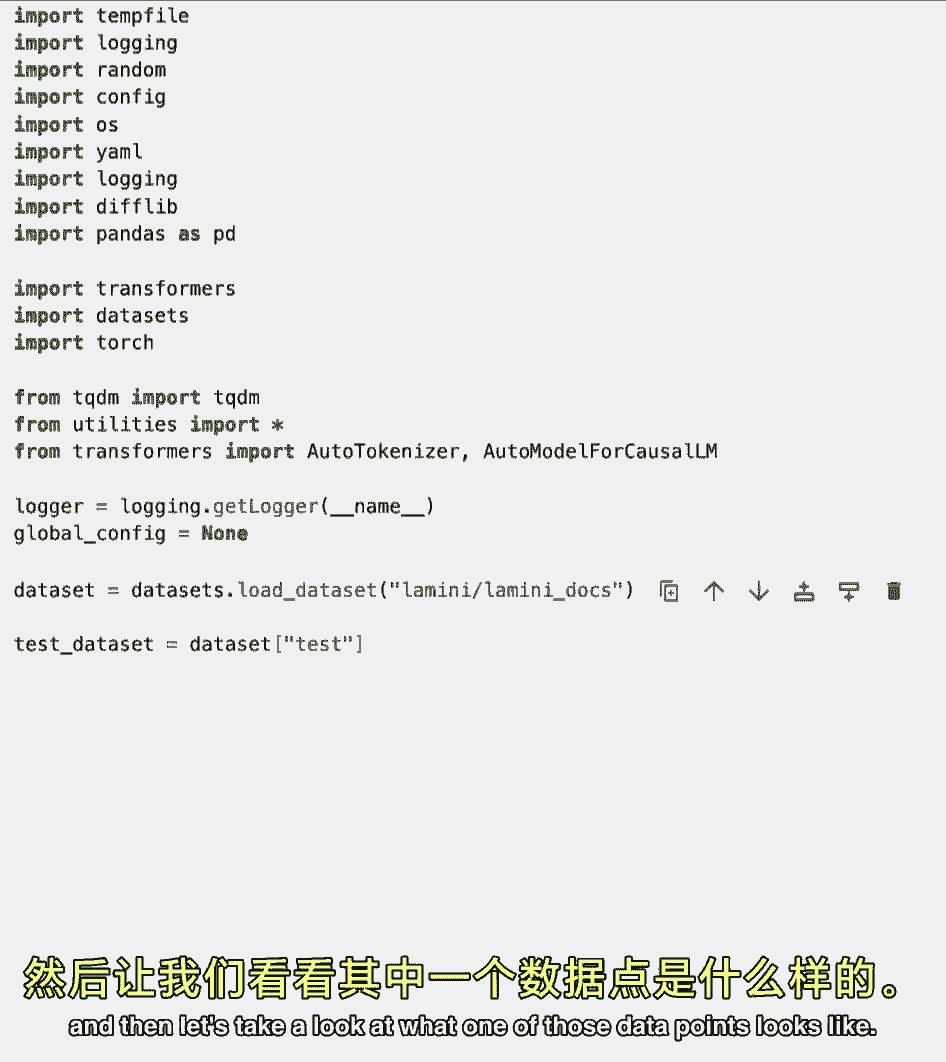 import tempfile
import logging
import random
import config
import os
import yaml
import logging
import difflib
import pandas as pd
import transformers
import datasets
import torch
from tqdm import tqdm
from utilities import *
from transformers import AutoTokenizer, AutoModelForCausalLM
logger = logging.getLogger(__name__)
global_config = None
dataset = datasets.load_dataset("lamini/lamini_docs")
test_dataset = dataset["test"]
然后让我们看看其中一个数据点是什么样的。
and then let's take a look at what one of those data points looks like.